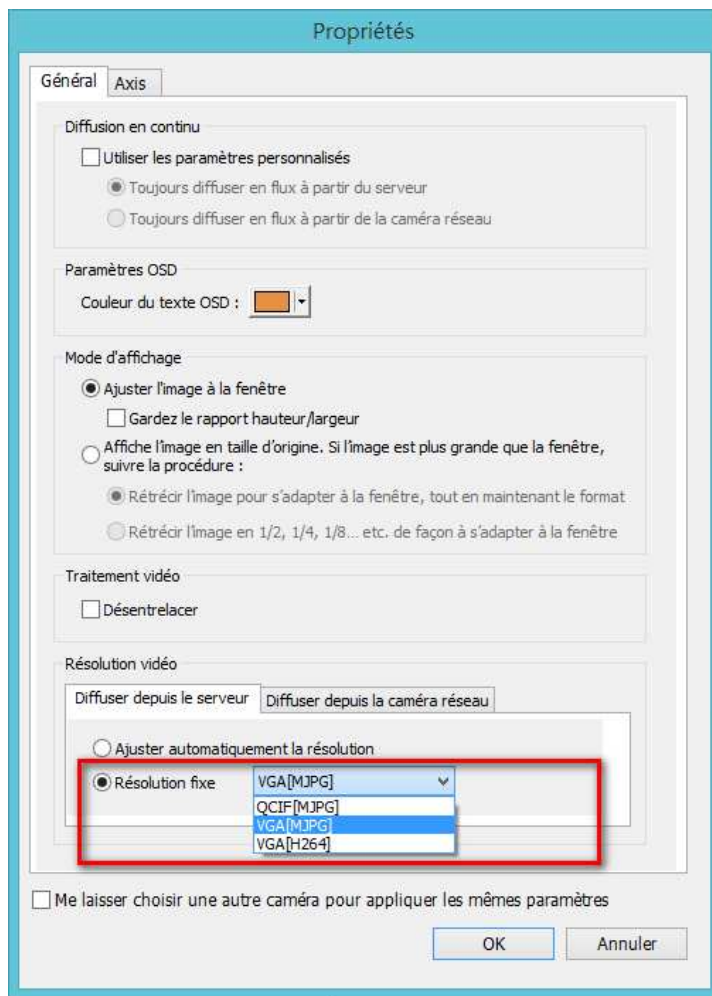 Propriétés
Général
Axis
Diffusion en continu
Utiliser les paramètres personnalisés
Toujours diffuser en flux à partir du serveur
Toujours diffuser en flux à partir de la caméra réseau
Paramètres OSD
Couleur du texte OSD :
Mode d'affichage
Ajuster l'image à la fenêtre
Gardez le rapport hauteur/largeur
Affiche l'image en taille d'origine. Si l'image est plus grande que la fenêtre,
suivre la procédure :
Rétrécir l'image pour s'adapter à la fenêtre, tout en maintenant le format
Rétrécir l'image en 1/2, 1/4, 1/8... etc. de façon à s'adapter à la fenêtre
Traitement vidéo
Désentrelacer
Résolution vidéo
Diffuser depuis le serveur
Diffuser depuis la caméra réseau
Ajuster automatiquement la résolution
Résolution fixe
VGA[MJPG]
QCIF[MJPG]
VGA[MJPG]
VGA[H264]
Me laisser choisir une autre caméra pour appliquer les mêmes paramètres
OK
Annuler